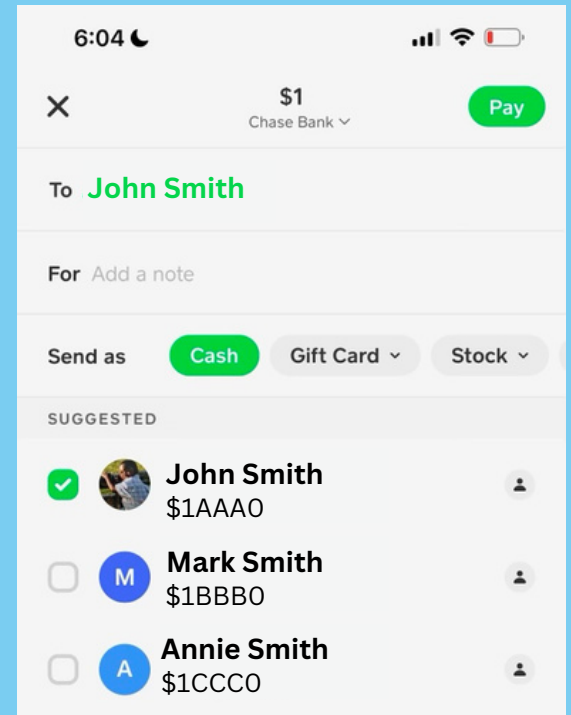 6:04
$1
Chase Bank
Pay
To John Smith
For Add a note
Send as Cash Gift Card Stock
SUGGESTED
John Smith
$1AAA0
M Mark Smith
$1BBB0
A Annie Smith
$1CCC0